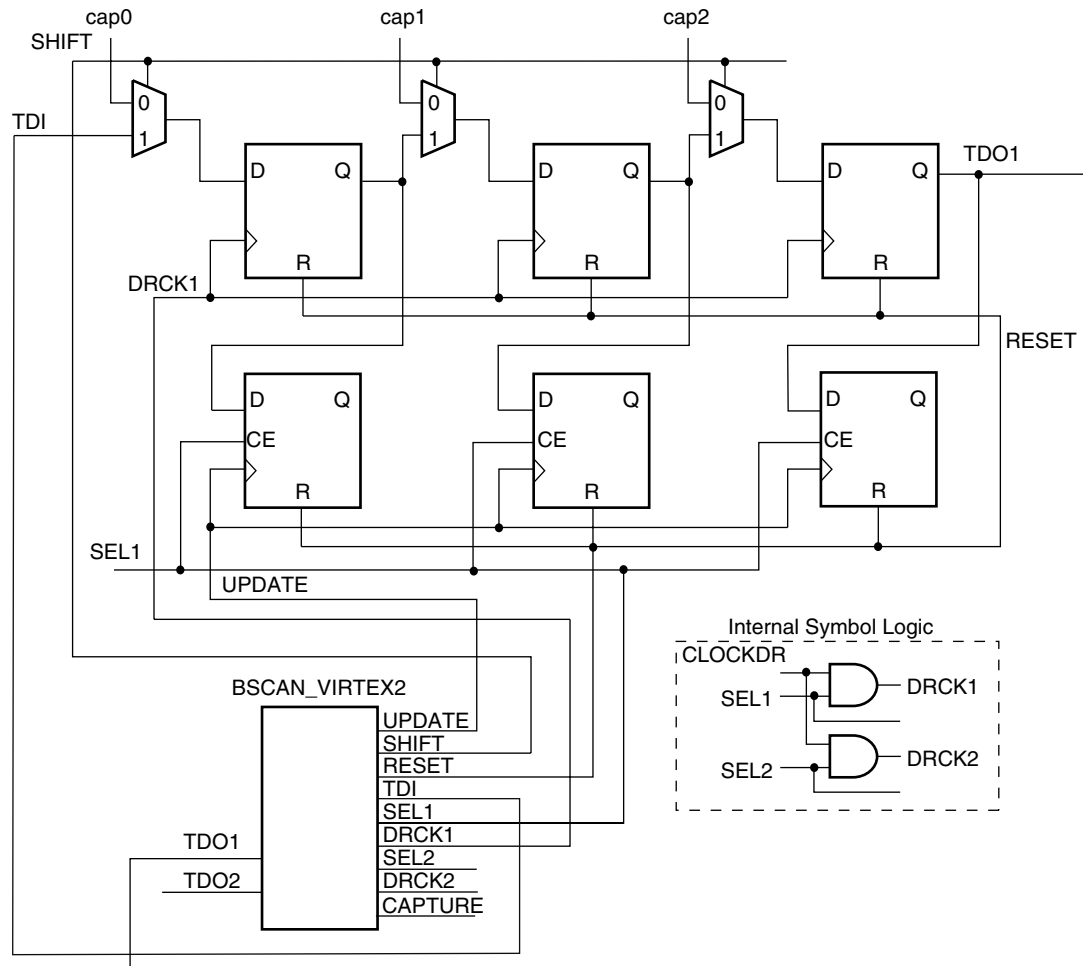 cap0 cap1 cap2
SHIFT
0 0 0
TDI 1 1 1
TDO1
D Q D Q D Q
R R R
DRCK1
RESET
D Q D Q D Q
CE CE CE
R R R
SEL1
UPDATE
Internal Symbol Logic
CLOCKDR
DRCK1
SEL1
DRCK2
SEL2
BSCAN_VIRTEX2
UPDATE
SHIFT
RESET
TDI
SEL1
TDO1 DRCK1
SEL2
TDO2 DRCK2
CAPTURE